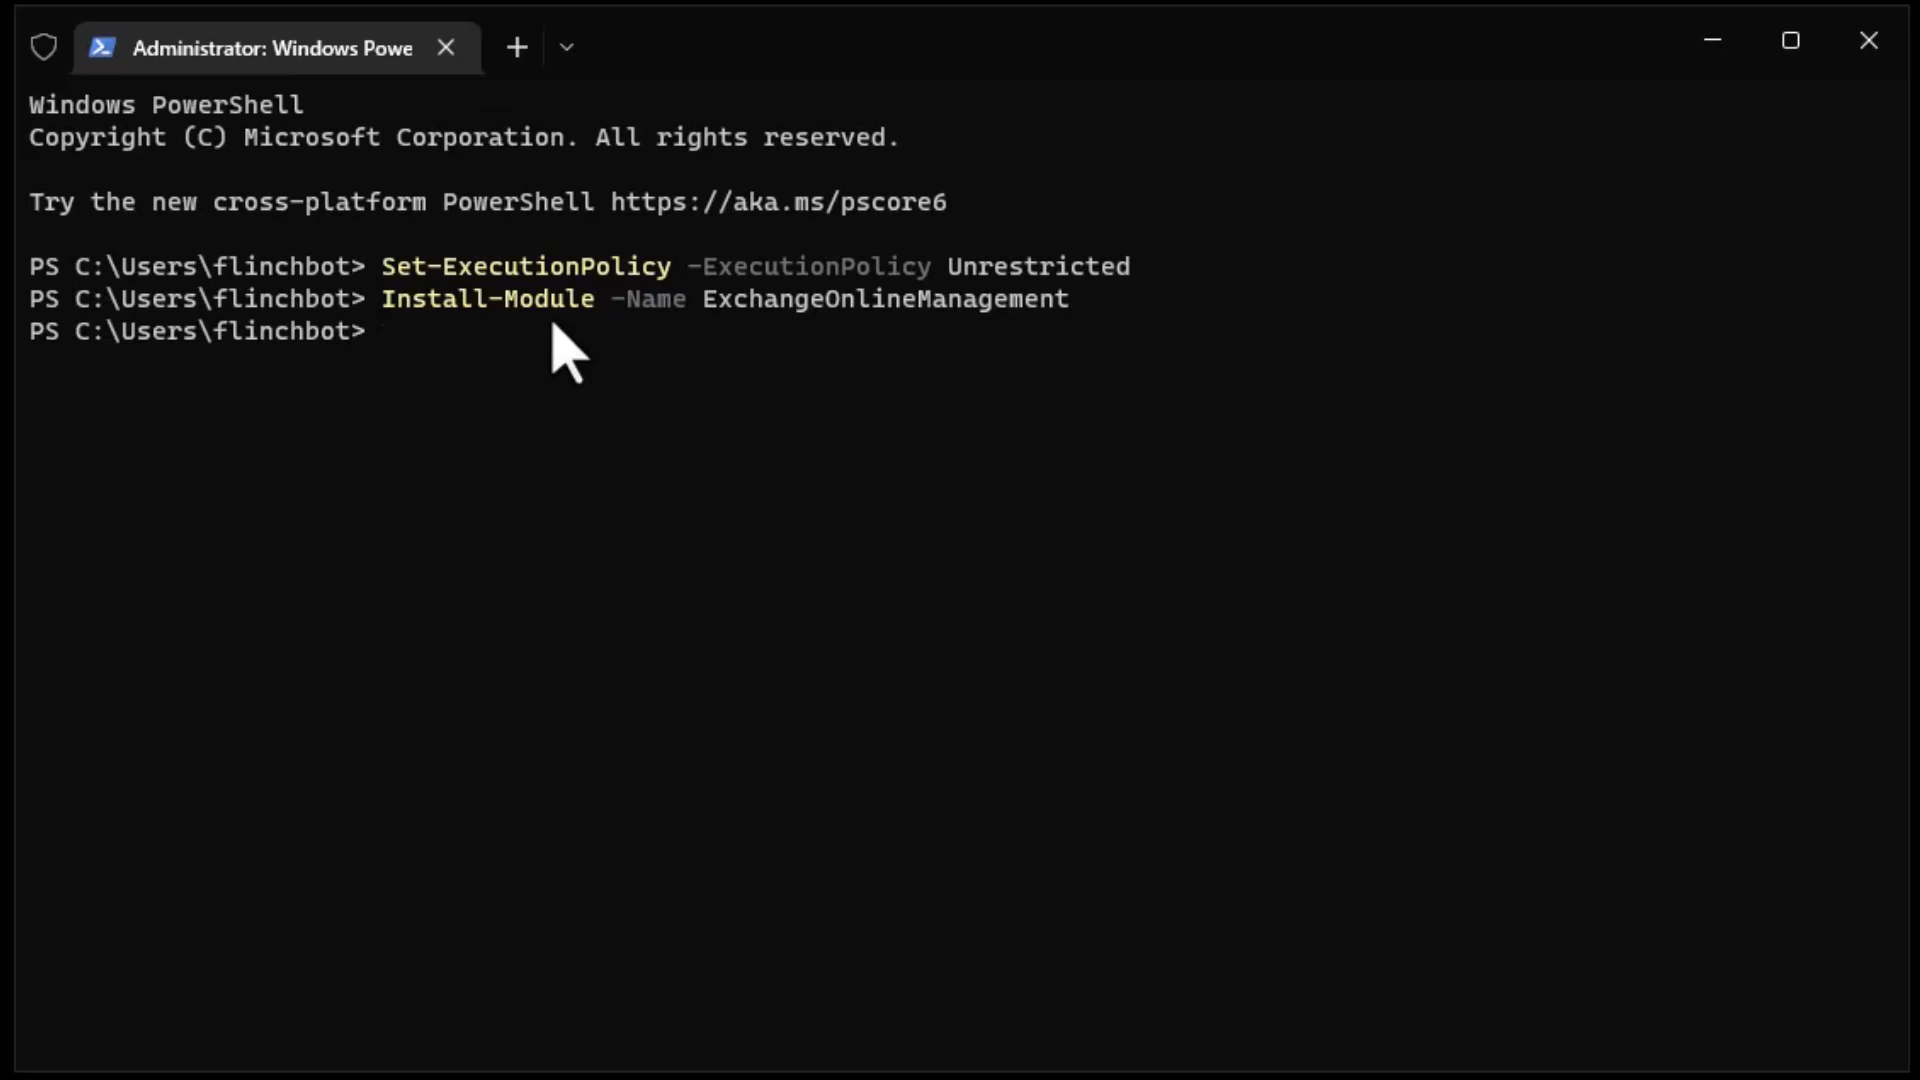 Administrator: Windows Powe
Windows PowerShell
Copyright (C) Microsoft Corporation. All rights reserved.
Try the new cross-platform PowerShell https://aka.ms/pscore6
PS C:\Users\flinchbot> Set-ExecutionPolicy -ExecutionPolicy Unrestricted
PS C:\Users\flinchbot> Install-Module -Name ExchangeOnlineManagement
PS C:\Users\flinchbot>